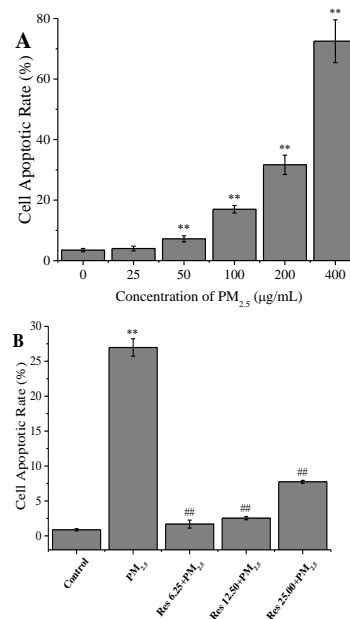 A
Cell Apoptotic Rate (%)
80
60
40
20
0
** ** ** **
0 25 50 100 200 400
Concentration of PM2.5 (μg/mL)
B
Cell Apoptotic Rate (%)
30
25
20
15
10
5
0
** ## ## ##
Control PM2.5 Res 6.25+PM2.5 Res 12.50+PM2.5 Res 25.00+PM2.5